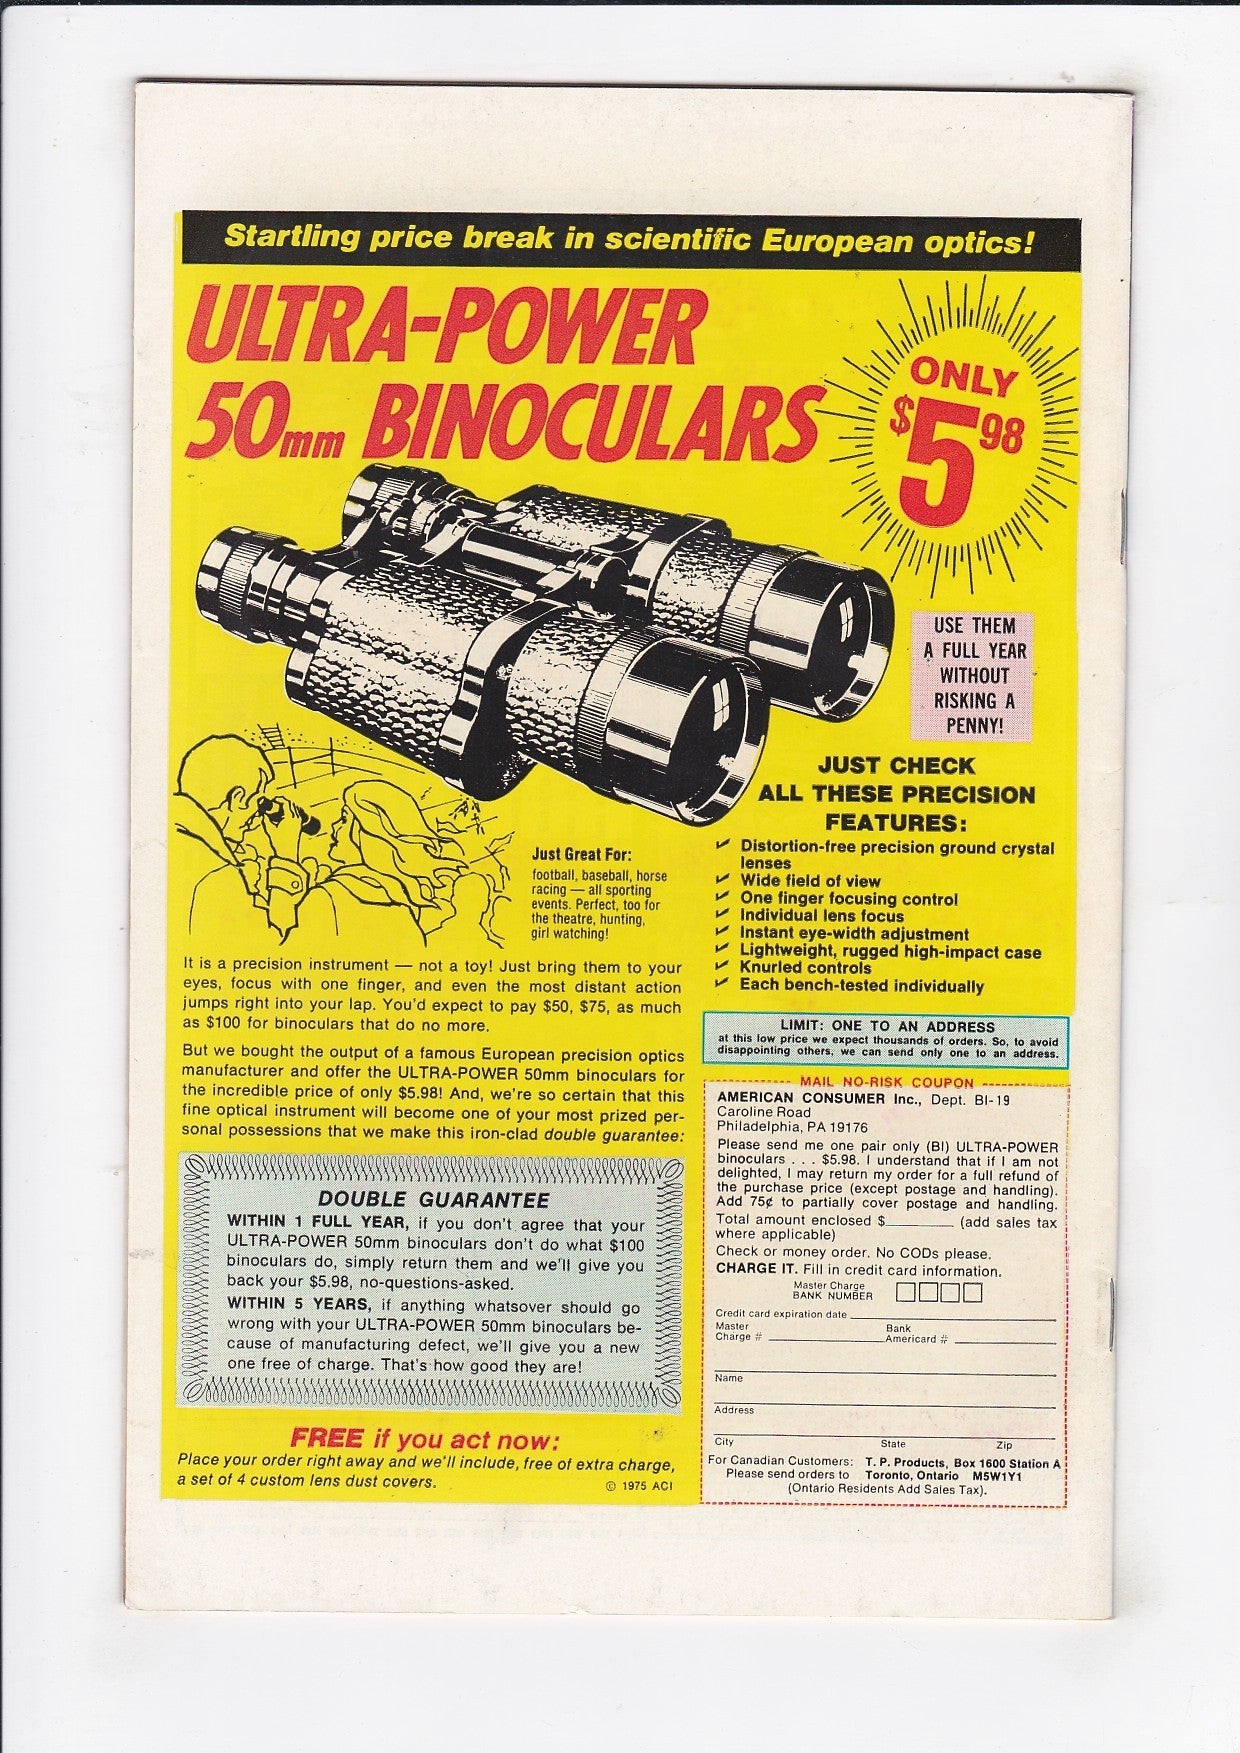 Startling price break in scientific European optics!
ULTRA-POWER
50mm BINOCULARS
ONLY
$5.98
USE THEM
A FULL YEAR
WITHOUT
RISKING A
PENNY!
JUST CHECK
ALL THESE PRECISION
FEATURES:
Distortion-free precision ground crystal
lenses
Wide field of view
One finger focusing control
Individual lens focus
Instant eye-width adjustment
Lightweight, rugged high-impact case
Knurled controls
Each bench-tested individually
Just Great For:
football, baseball, horse
racing — all sporting
events. Perfect, too for
the theatre, hunting,
girl watching!
It is a precision instrument — not a toy! Just bring them to your
eyes, focus with one finger, and even the most distant action
jumps right into your lap. You'd expect to pay $50, $75, as much
as $100 for binoculars that do no more.
But we bought the output of a famous European precision optics
manufacturer and offer the ULTRA-POWER 50mm binoculars for
the incredible price of only $5.98! And, we're so certain that this
fine optical instrument will become one of your most prized per-
sonal possessions that we make this iron-clad double guarantee:
DOUBLE GUARANTEE
WITHIN 1 FULL YEAR, if you don't agree that your
ULTRA-POWER 50mm binoculars don't do what $100
binoculars do, simply return them and we'll give you
back your $5.98, no-questions-asked.
WITHIN 5 YEARS, if anything whatsover should go
wrong with your ULTRA-POWER 50mm binoculars be-
cause of manufacturing defect, we'll give you a new
one free of charge. That's how good they are!
FREE if you act now:
Place your order right away and we'll include, free of extra charge,
a set of 4 custom lens dust covers.
© 1975 ACI
LIMIT: ONE TO AN ADDRESS
at this low price we expect thousands of orders. So, to avoid
disappointing others, we can send only one to an address.
MAIL NO-RISK COUPON
AMERICAN CONSUMER Inc., Dept. BI-19
Caroline Road
Philadelphia, PA 19176
Please send me one pair only (BI) ULTRA-POWER
binoculars . . . $5.98. I understand that if I am not
delighted, I may return my order for a full refund of
the purchase price (except postage and handling).
Add 75¢ to partially cover postage and handling.
Total amount enclosed $__________ (add sales tax
where applicable)
Check or money order. No CODs please.
CHARGE IT. Fill in credit card information.
Master Charge
BANK NUMBER
Credit card expiration date
Master Charge #
Bank Americard #
Name
Address
City State Zip
For Canadian Customers: T. P. Products, Box 1600 Station A
Please send orders to Toronto, Ontario M5W1Y1
(Ontario Residents Add Sales Tax).